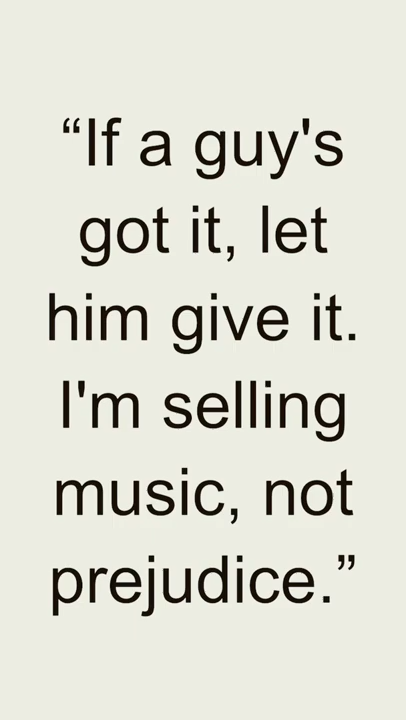 “If a guy's
got it, let
him give it.
I'm selling
music, not
prejudice.”